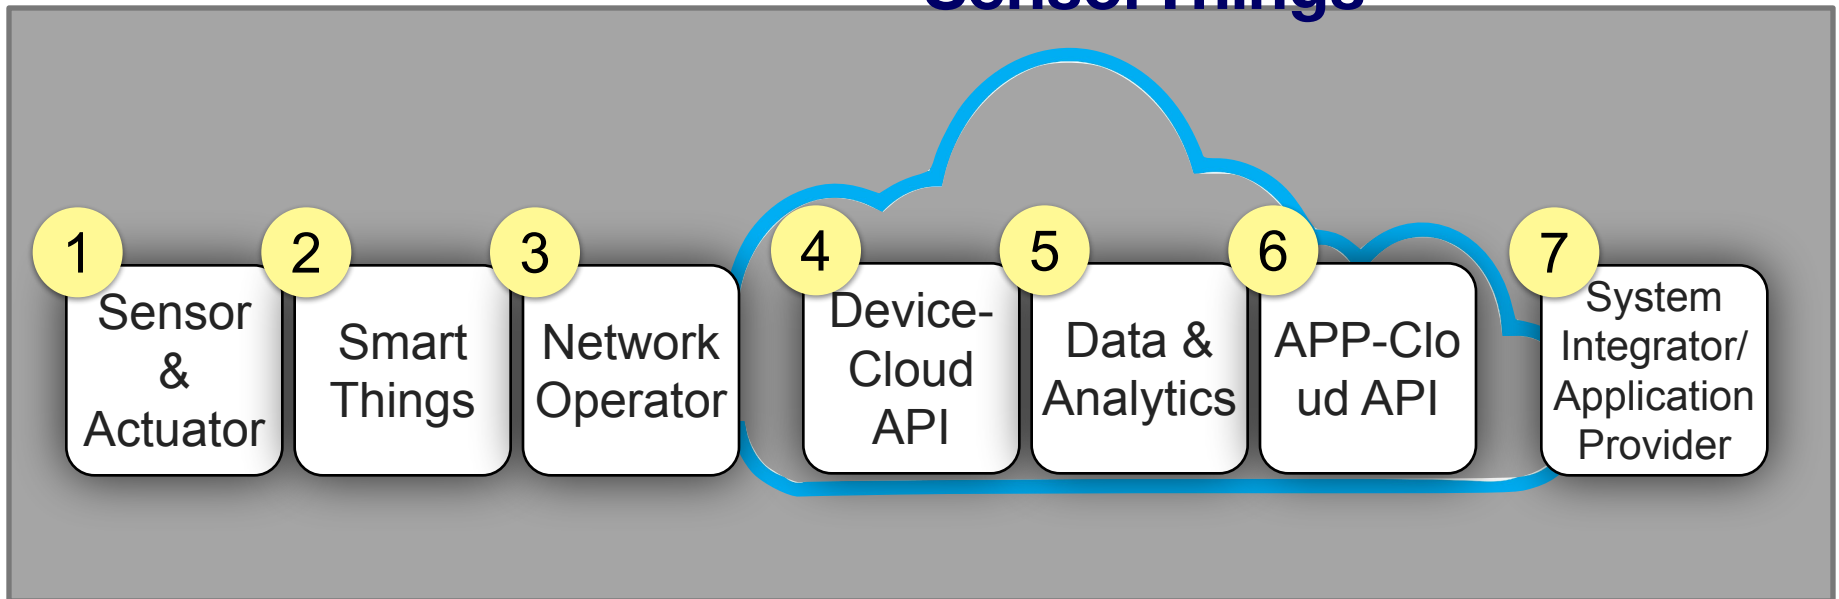 SensorThings
1
Sensor
&
Actuator
2
Smart
Things
3
Network
Operator
4
Device-
Cloud
API
5
Data &
Analytics
6
APP-Clo
ud API
7
System
Integrator/
Application
Provider